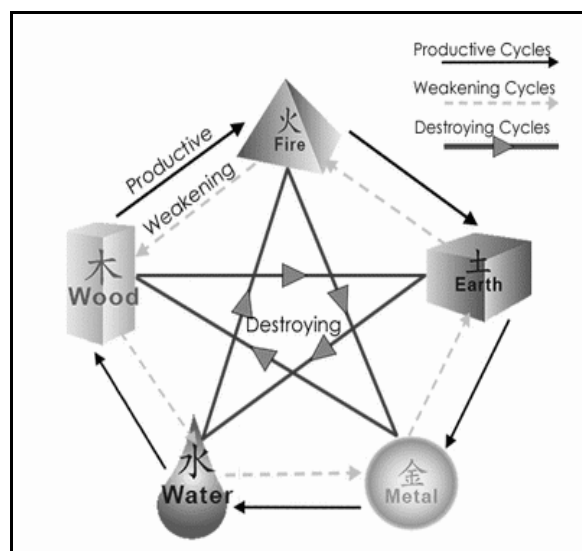 Productive Cycles
Weakening Cycles
Destroying Cycles
火
Fire
Productive
Weakening
木
Wood
土
Earth
Destroying
水
Water
金
Metal